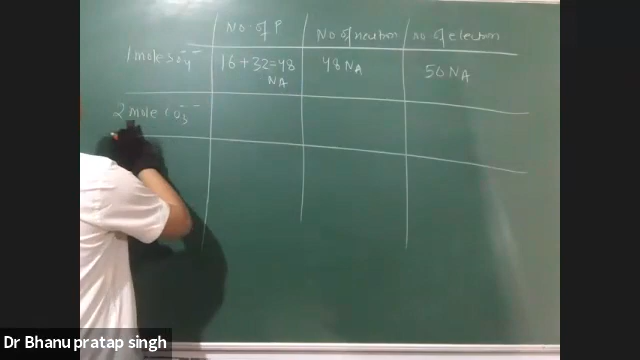 No. of P
No of neutron
no of electron
1 mole SO4-- 
16 + 32 = 48
NA
48 NA
50 NA
2 mole CO3--
Dr Bhanu pratap singh